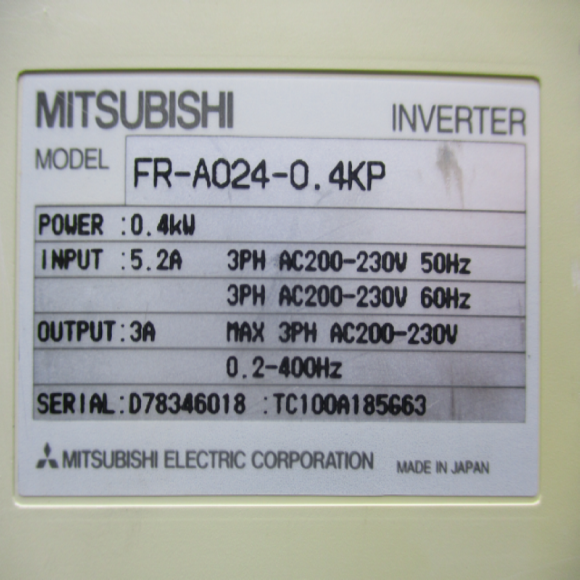 MITSUBISHI INVERTER
MODEL FR-A024-0.4KP
POWER :0.4kW
INPUT :5.2A 3PH AC200-230V 50Hz
3PH AC200-230V 60Hz
OUTPUT:3A MAX 3PH AC200-230V
0.2-400Hz
SERIAL:D78346018 :TC100A185G63
MITSUBISHI ELECTRIC CORPORATION MADE IN JAPAN